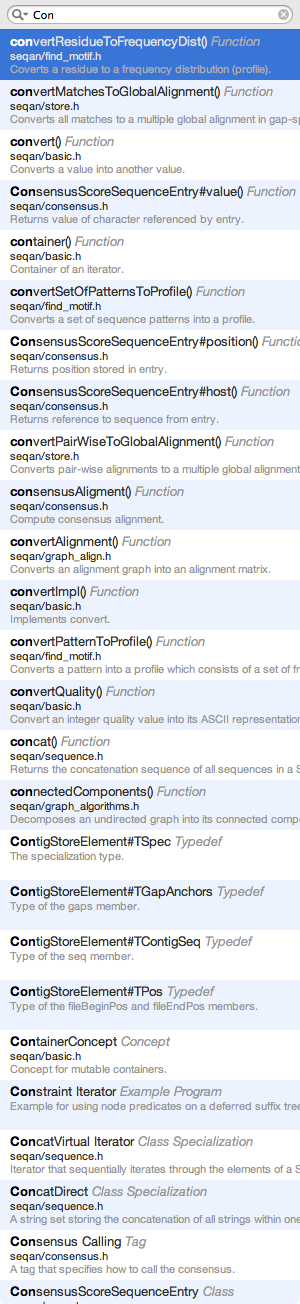 Con
convertResidueToFrequencyDist() Function
seqan/find_motif.h
Coverts a residue to a frequency distribution (profile).
convertMatchesToGlobalAlignment() Function
seqan/store.h
Converts all matches to a multiple global alignment in gap-sp
convert() Function
seqan/basic.h
Converts a value into another value.
ConsensusScoreSequenceEntry#value() Function
seqan/consensus.h
Returns value of character referenced by entry.
container() Function
seqan/basic.h
Container of an iterator.
convertSetOfPatternsToProfile() Function
seqan/find_motif.h
Converts a set of sequence patterns into a profile.
ConsensusScoreSequenceEntry#position() Functio
seqan/consensus.h
Returns position stored in entry.
ConsensusScoreSequenceEntry#host() Function
seqan/consensus.h
Returns reference to sequence from entry.
convertPairWiseToGlobalAlignment() Function
seqan/store.h
Converts pair-wise alignments to a multiple global alignment
consensusAligment() Function
seqan/consensus.h
Compute consensus alignment.
convertAlignment() Function
seqan/graph_align.h
Converts an alignment graph into an alignment matrix.
convertImpl() Function
seqan/basic.h
Implements convert.
convertPatternToProfile() Function
seqan/find_motif.h
Converts a pattern into a profile which consists of a set of fr
convertQuality() Function
seqan/basic.h
Convert an integer quality value into its ASCII representation
concat() Function
seqan/sequence.h
Returns the concatenation sequence of all sequences in a S
connectedComponents() Function
seqan/graph_algorithms.h
Decomposes an undirected graph into its connected comp
ContigStoreElement#TSpec Typedef
The specialization type.
ContigStoreElement#TGapAnchors Typedef
Type of the gaps member.
ContigStoreElement#TContigSeq Typedef
Type of the seq member.
ContigStoreElement#TPos Typedef
Type of the fileBeginPos and fileEndPos members.
ContainerConcept Concept
seqan/basic.h
Concept for mutable containers.
Constraint Iterator Example Program
Example for using node predicates on a deferred suffix tree
ConcatVirtual Iterator Class Specialization
seqan/sequence.h
Iterator that sequentially iterates through the elements of a S
ConcatDirect Class Specialization
seqan/sequence.h
A string set storing the concatenation of all strings within one
Consensus Calling Tag
seqan/consensus.h
A tag that specifies how to call the consensus.
ConsensusScoreSequenceEntry Class